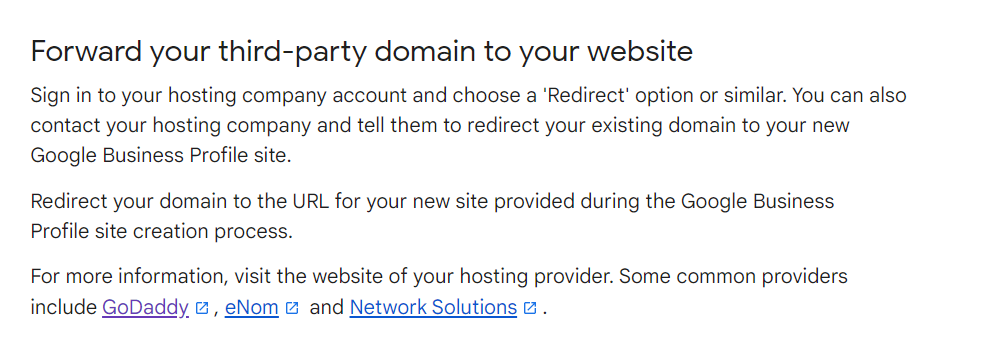 Forward your third-party domain to your website
Sign in to your hosting company account and choose a 'Redirect' option or similar. You can also
contact your hosting company and tell them to redirect your existing domain to your new
Google Business Profile site.
Redirect your domain to the URL for your new site provided during the Google Business
Profile site creation process.
For more information, visit the website of your hosting provider. Some common providers
include GoDaddy , eNom and Network Solutions .